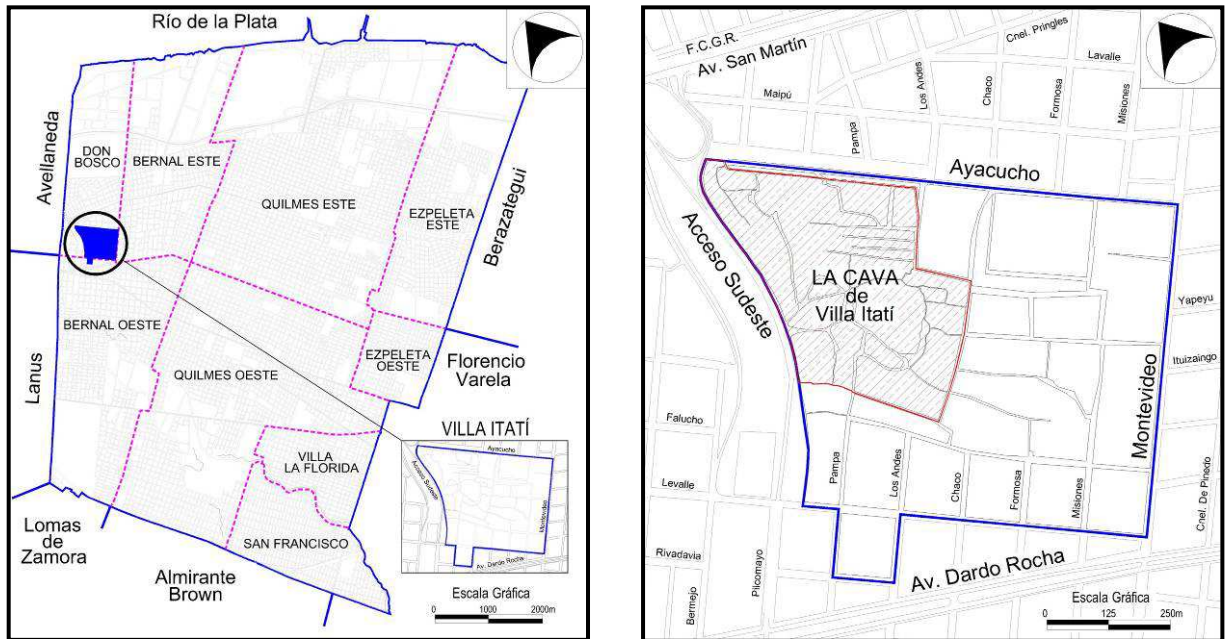 Río de la Plata
Avellaneda
DON
BOSCO
BERNAL ESTE
QUILMES ESTE
EZPELETA
ESTE
Berazategui
BERNAL OESTE
QUILMES OESTE
EZPELETA
OESTE
Florencio
Varela
Lanus
VILLA
LA FLORIDA
SAN FRANCISCO
Lomas
de
Zamora
Almirante
Brown
VILLA ITATÍ
Ayacucho
Acceso Sudeste
Montevideo
Av. Dardo Rocha
Escala Gráfica
0 1000 2000m
F.C.G.R.
Av. San Martín
Cnel. Pringles
Lavalle
Maipú
Los Andes
Chaco
Formosa
Misiones
Pampa
Ayacucho
Acceso Sudeste
LA CAVA
de
Villa Itatí
Yapeyu
Ituizaingo
Montevideo
Falucho
Levalle
Pampa
Los Andes
Chaco
Formosa
Misiones
Cnel. De Pinedo
Rivadavia
Bermejo
Pilcomayo
Av. Dardo Rocha
Escala Gráfica
0 125 250m